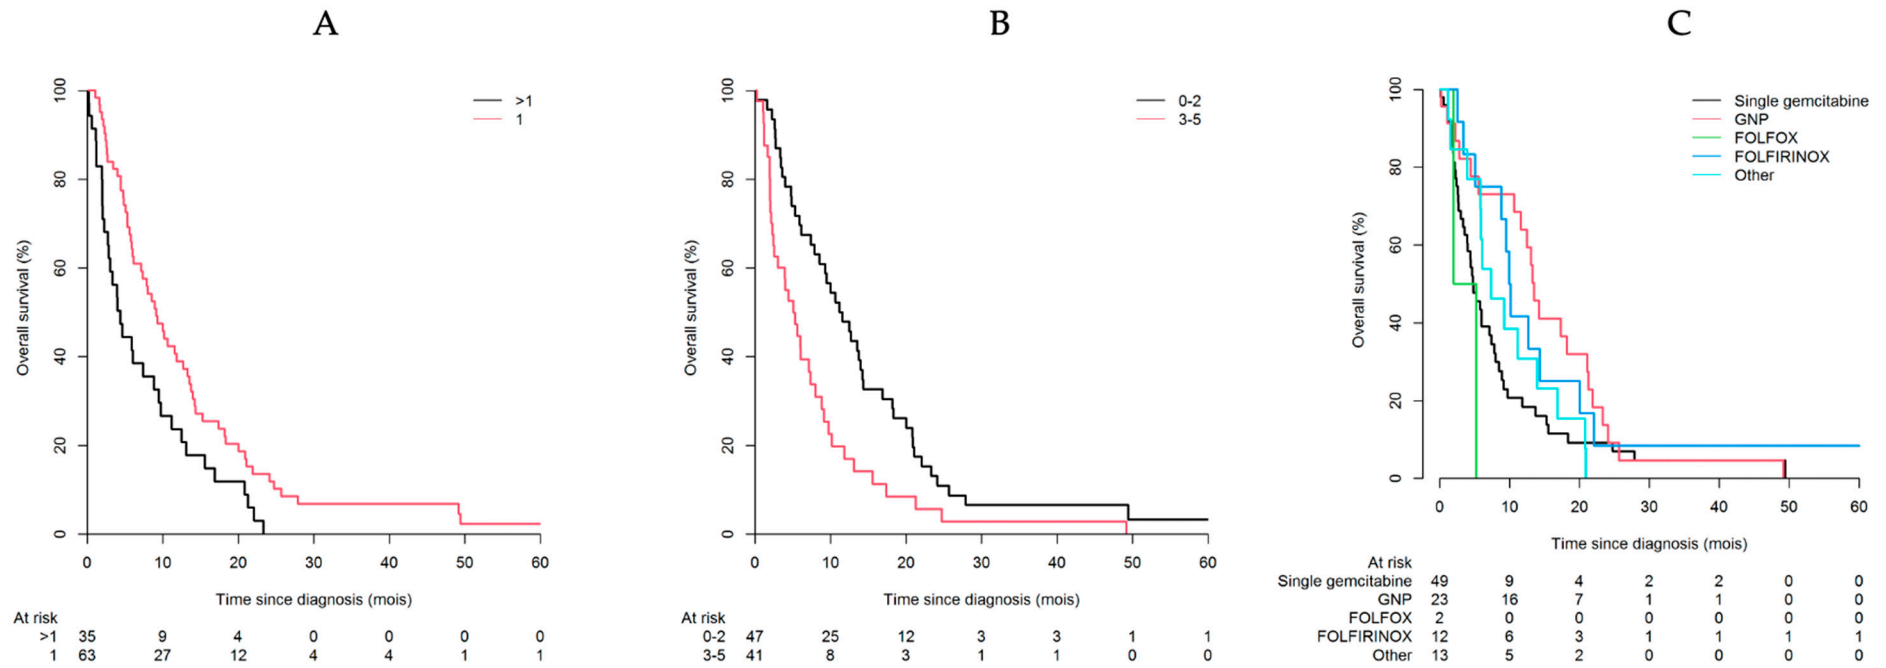 A
Overall survival (%)
100
80
60
40
20
0
>1
1
0 10 20 30 40 50 60
Time since diagnosis (mois)
At risk
>1 35 9 4 0 0 0 0
1 63 27 12 4 4 1 1
B
Overall survival (%)
100
80
60
40
20
0
0-2
3-5
0 10 20 30 40 50 60
Time since diagnosis (mois)
At risk
0-2 47 25 12 3 3 1 1
3-5 41 8 3 1 1 0 0
C
Overall survival (%)
100
80
60
40
20
0
Single gemcitabine
GNP
FOLFOX
FOLFIRINOX
Other
0 10 20 30 40 50 60
Time since diagnosis (mois)
At risk
Single gemcitabine 49 9 4 2 2 0 0
GNP 23 16 7 1 1 0 0
FOLFOX 2 0 0 0 0 0 0
FOLFIRINOX 12 6 3 1 1 1 1
Other 13 5 2 0 0 0 0